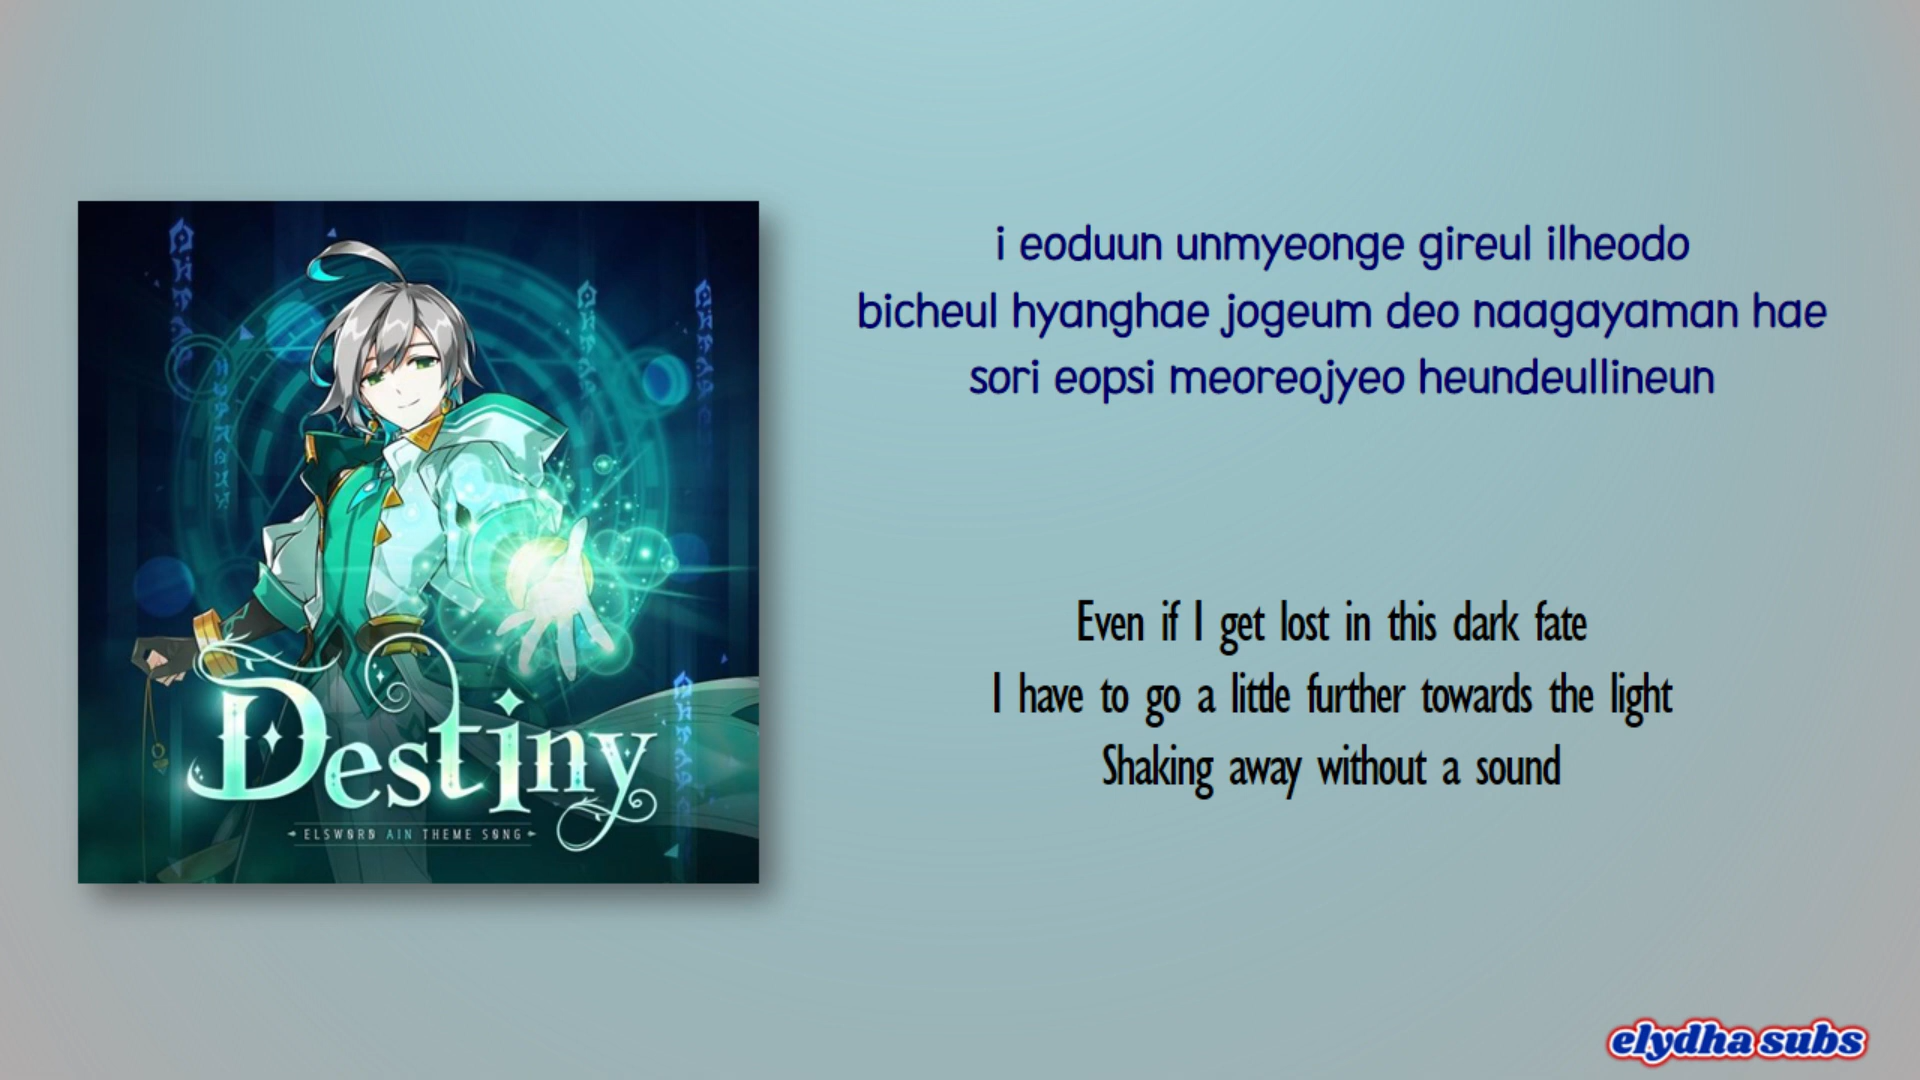 Destiny
ELSWORD AIN THEME SONG
i eoduun unmyeonge gireul ilheodo
bicheul hyanghae jogeum deo naagayaman hae
sori eopsi meoreojyeo heundeullineun
Even if I get lost in this dark fate
I have to go a little further towards the light
Shaking away without a sound
elydha subs